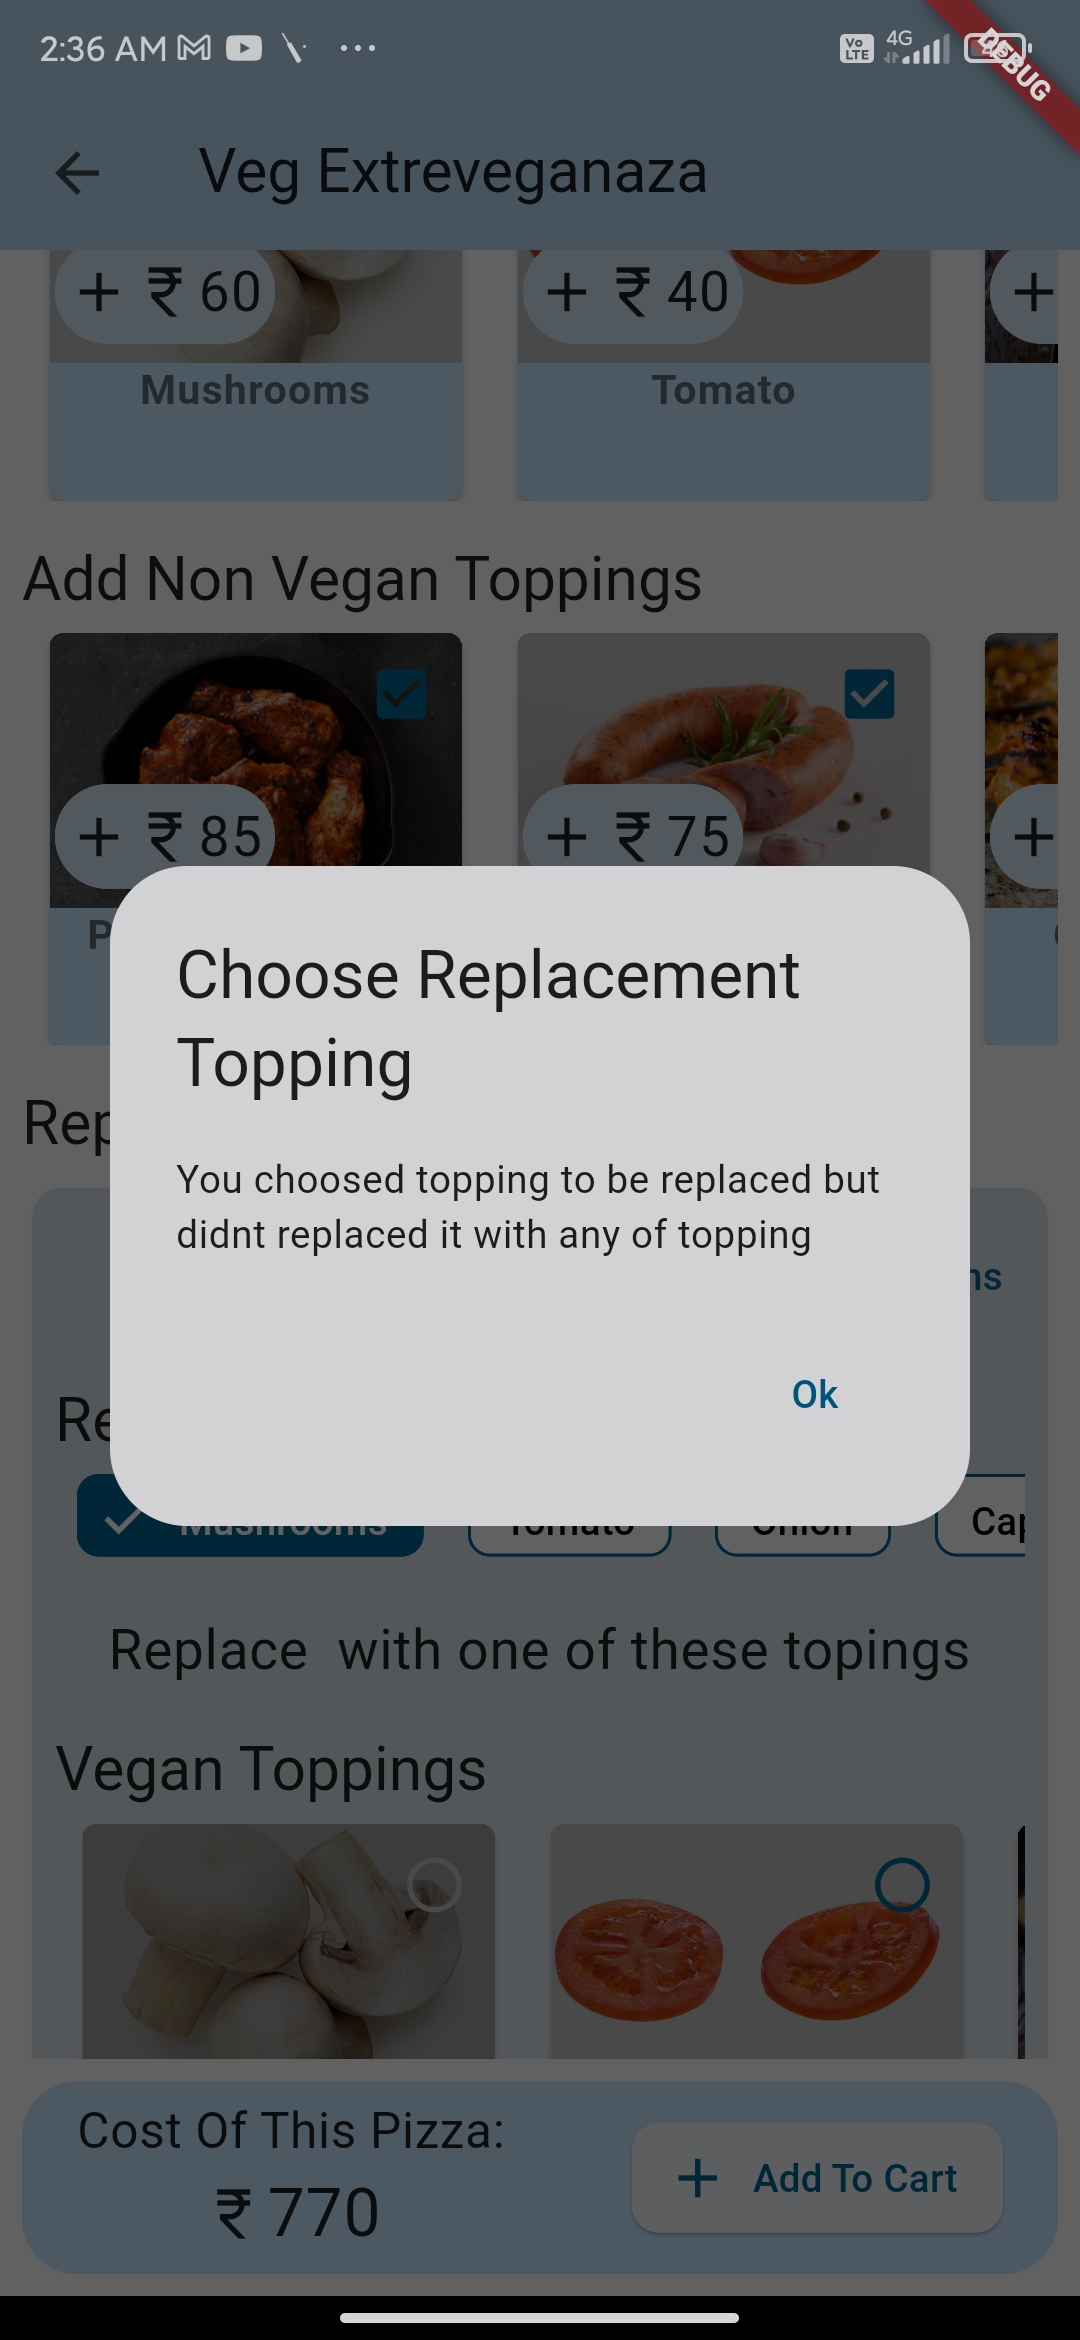 2:36 AM
Vo LTE 4G
DEBUG
Veg Extreveganaza
+ ₹ 60
+ ₹ 40
+
Mushrooms
Tomato
Add Non Vegan Toppings
+ ₹ 85
+ ₹ 75
+
P
Choose Replacement
Topping
Rep
You choosed topping to be replaced but
didnt replaced it with any of topping
ns
Ok
Re
Mushrooms
Tomato
Onion
Cap
Replace  with one of these topings
Vegan Toppings
Cost Of This Pizza:
₹ 770
+ Add To Cart